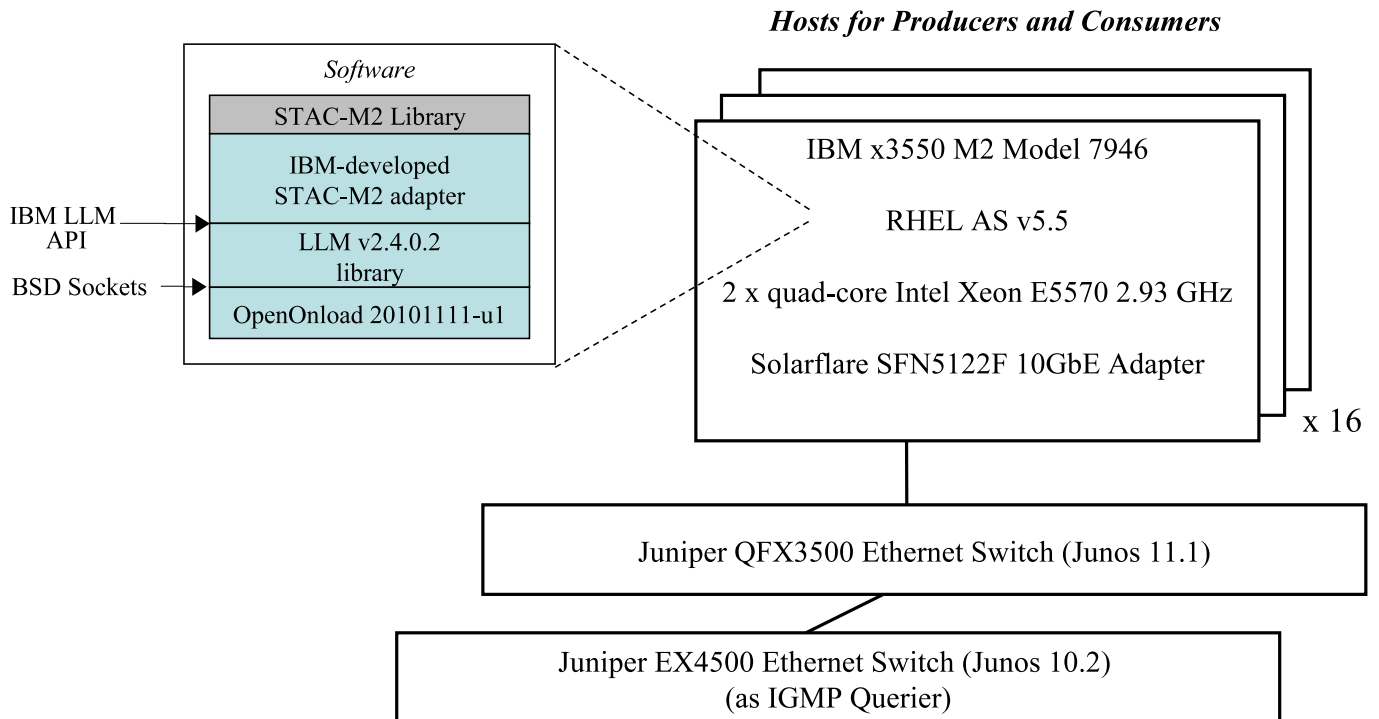 Hosts for Producers and Consumers
Software
STAC-M2 Library
IBM-developed
STAC-M2 adapter
IBM LLM
API
LLM v2.4.0.2
library
BSD Sockets
OpenOnload 20101111-u1
IBM x3550 M2 Model 7946
RHEL AS v5.5
2 x quad-core Intel Xeon E5570 2.93 GHz
Solarflare SFN5122F 10GbE Adapter
x 16
Juniper QFX3500 Ethernet Switch (Junos 11.1)
Juniper EX4500 Ethernet Switch (Junos 10.2)
(as IGMP Querier)